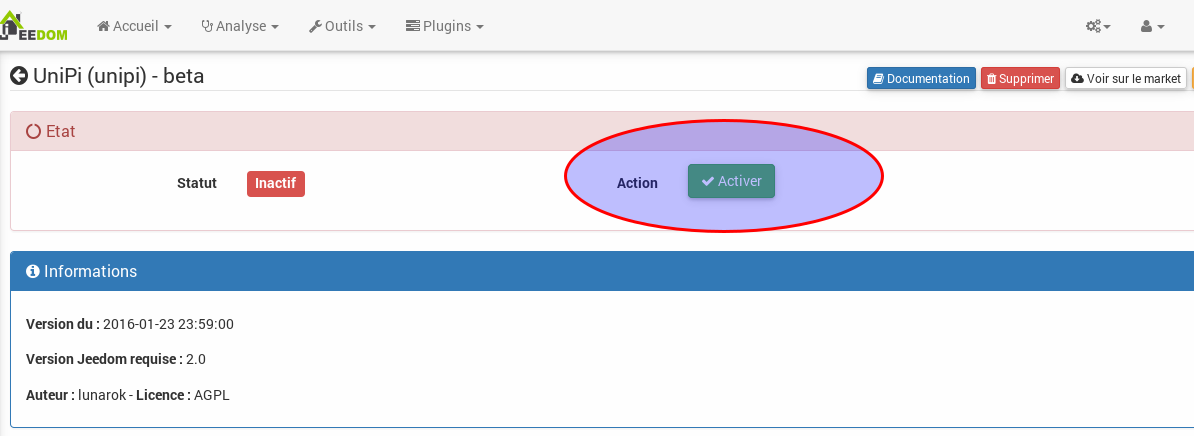 JEEDOM Accueil Analyse Outils Plugins
UniPi (unipi) - beta Documentation Supprimer Voir sur le market
Etat
Statut Inactif Action Activer
Informations
Version du : 2016-01-23 23:59:00
Version Jeedom requise : 2.0
Auteur : lunarok - Licence : AGPL